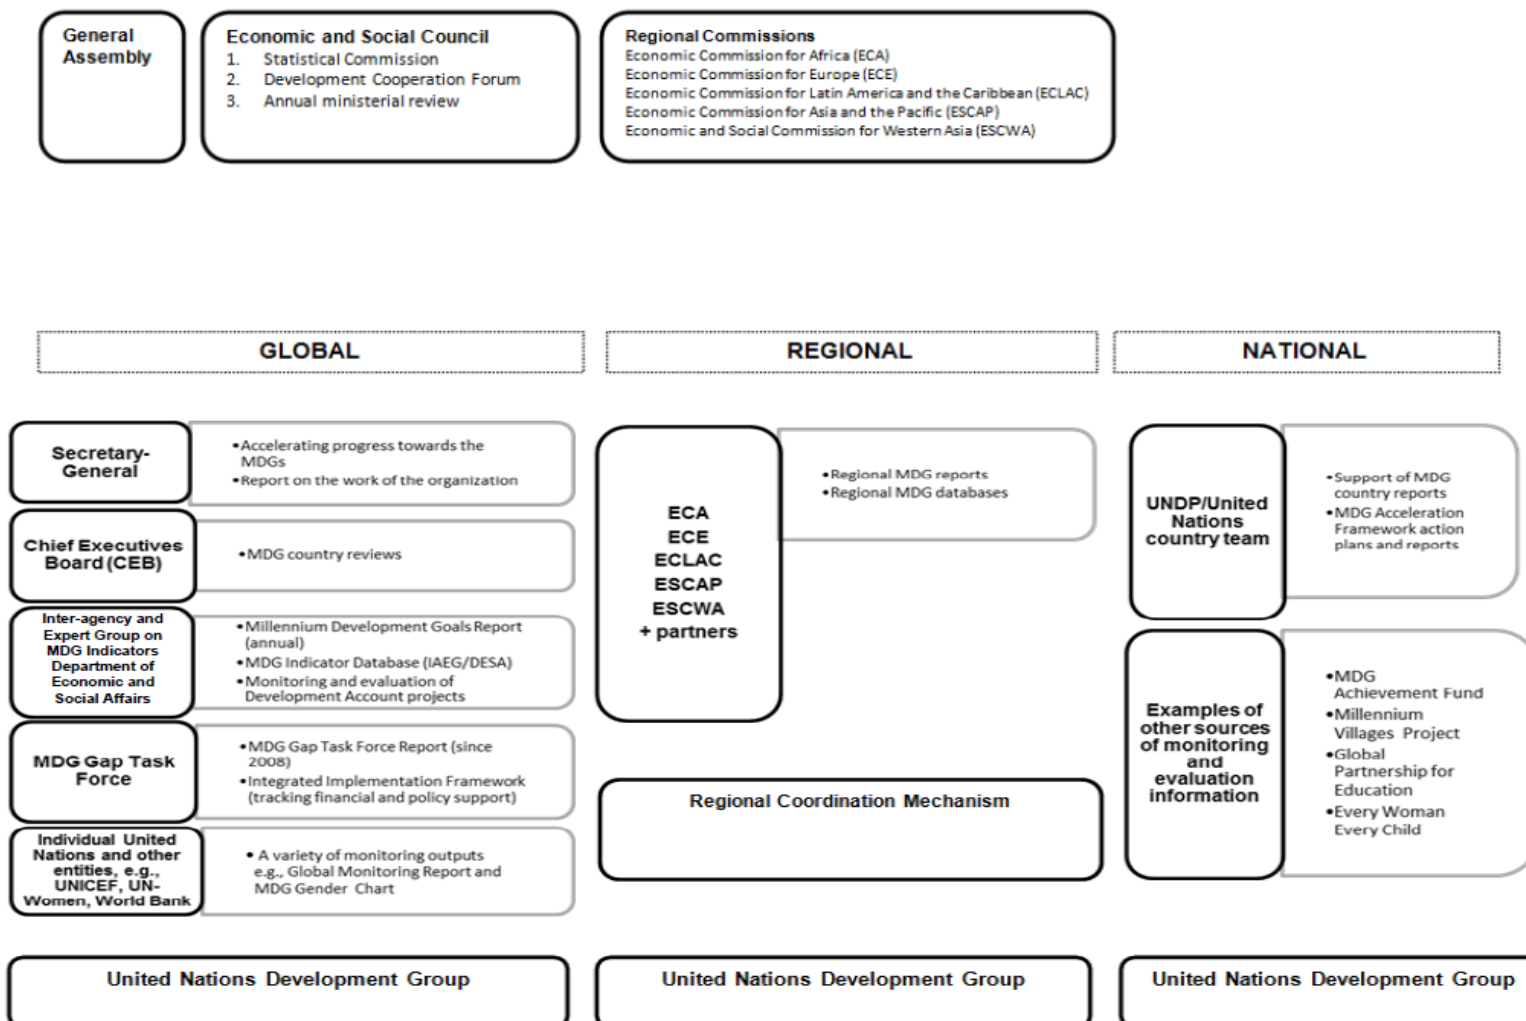 General
Assembly
Economic and Social Council
1. Statistical Commission
2. Development Cooperation Forum
3. Annual ministerial review
Regional Commissions
Economic Commission for Africa (ECA)
Economic Commission for Europe (ECE)
Economic Commission for Latin America and the Caribbean (ECLAC)
Economic Commission for Asia and the Pacific (ESCAP)
Economic and Social Commission for Western Asia (ESCWA)
GLOBAL
REGIONAL
NATIONAL
Secretary-
General
•Accelerating progress towards the
MDGs
•Report on the work of the organization
Chief Executives
Board (CEB)
•MDG country reviews
Inter-agency and
Expert Group on
MDG Indicators
Department of
Economic and
Social Affairs
•Millennium Development Goals Report
(annual)
•MDG Indicator Database (IAEG/DESA)
•Monitoring and evaluation of
Development Account projects
MDG Gap Task
Force
•MDG Gap Task Force Report (since
2008)
•Integrated Implementation Framework
(tracking financial and policy support)
Individual United
Nations and other
entities, e.g.,
UNICEF, UN-
Women, World Bank
• A variety of monitoring outputs
e.g., Global Monitoring Report and
MDG Gender Chart
ECA
ECE
ECLAC
ESCAP
ESCWA
+ partners
•Regional MDG reports
•Regional MDG databases
Regional Coordination Mechanism
UNDP/United
Nations
country team
•Support of MDG
country reports
•MDG Acceleration
Framework action
plans and reports
Examples of
other sources
of monitoring
and
evaluation
information
•MDG
Achievement Fund
•Millennium
Villages Project
•Global
Partnership for
Education
•Every Woman
Every Child
United Nations Development Group
United Nations Development Group
United Nations Development Group